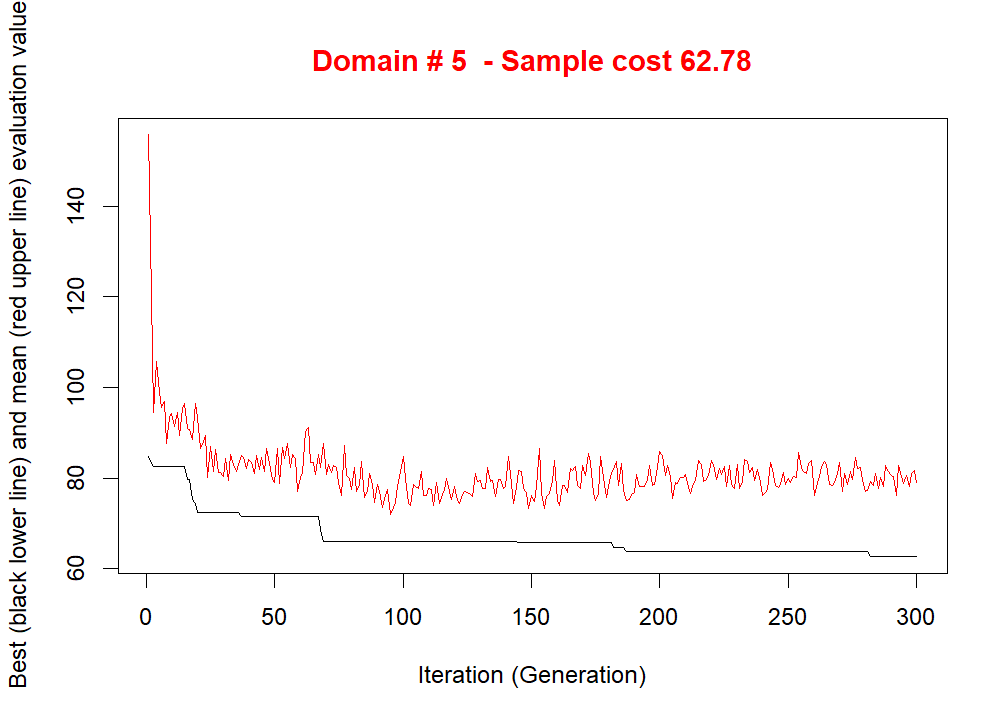 Domain # 5  - Sample cost 62.78
Best (black lower line) and mean (red upper line) evaluation value
140
120
100
80
60
0 50 100 150 200 250 300
Iteration (Generation)